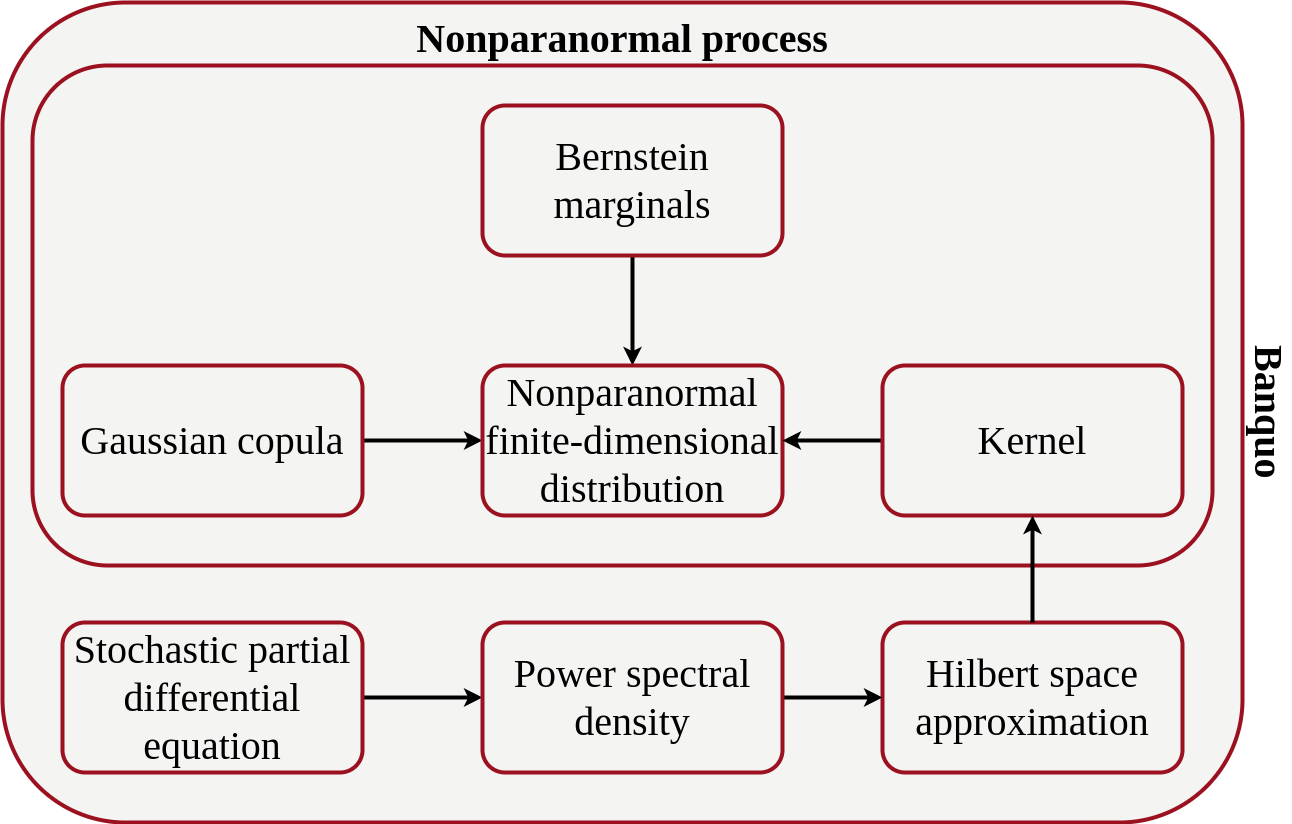 Nonparanormal process
Bernstein
marginals
Gaussian copula
Nonparanormal
finite-dimensional
distribution
Kernel
Banquo
Stochastic partial
differential
equation
Power spectral
density
Hilbert space
approximation